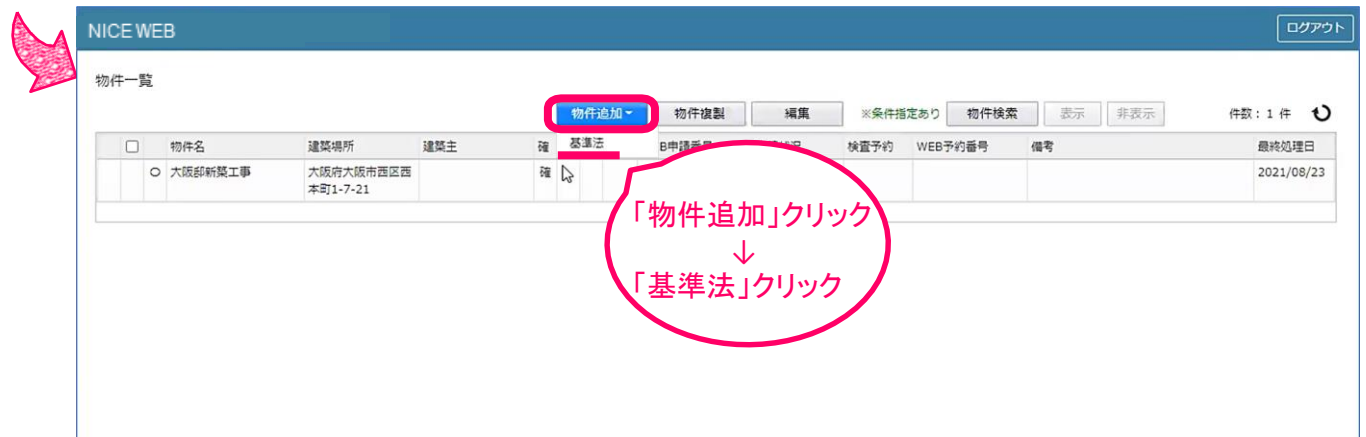 NICE WEB
ログアウト
物件一覧
物件追加 物件複製 編集 ※条件指定あり 物件検索 表示 非表示 件数：1 件
物件名 建築場所 建築主 確 基準法 B申請番号 検査予約 WEB予約番号 備考 最終処理日
大阪邸新築工事 大阪府大阪市西区西 確 2021/08/23
本町1-7-21
「物件追加」クリック
↓
「基準法」クリック